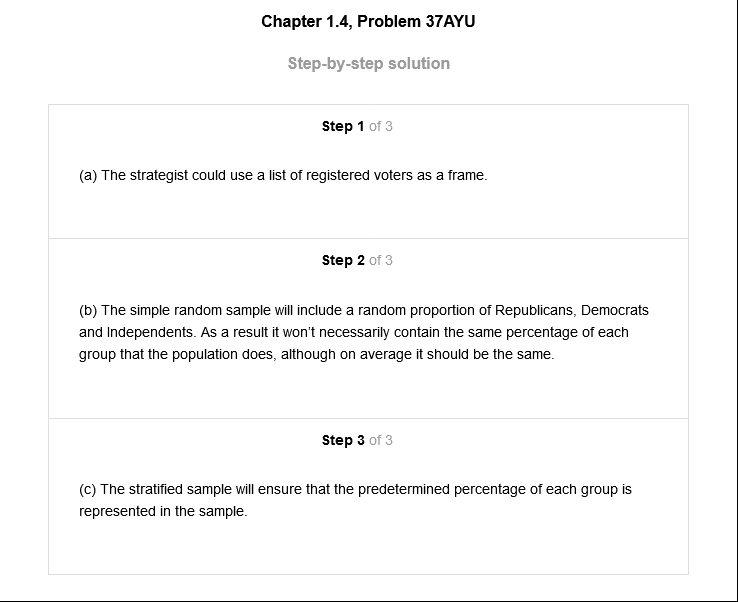 Chapter 1.4, Problem 37AYU
Step-by-step solution
Step 1 of 3
(a) The strategist could use a list of registered voters as a frame.
Step 2 of 3
(b) The simple random sample will include a random proportion of Republicans, Democrats
and Independents. As a result it won’t necessarily contain the same percentage of each
group that the population does, although on average it should be the same.
Step 3 of 3
(c) The stratified sample will ensure that the predetermined percentage of each group is
represented in the sample.